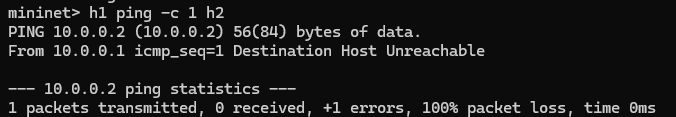 mininet> h1 ping -c 1 h2
PING 10.0.0.2 (10.0.0.2) 56(84) bytes of data.
From 10.0.0.1 icmp_seq=1 Destination Host Unreachable

--- 10.0.0.2 ping statistics ---
1 packets transmitted, 0 received, +1 errors, 100% packet loss, time 0ms